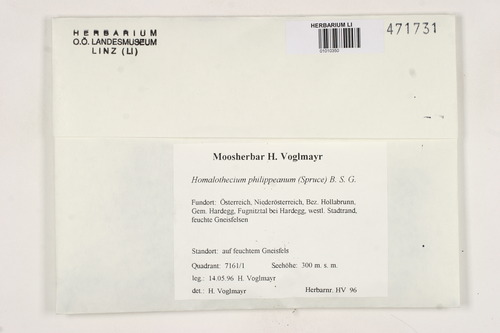 HERBARIUM
O.Ö. LANDESMUSEUM
LINZ (LI)
HERBARIUM LI
01010350
471731
Moosherbar H. Voglmayr
Homalothecium philippeanum (Spruce) B. S. G.
Fundort: Österreich, Niederösterreich, Bez. Hollabrunn,
Gem. Hardegg, Fugnitztal bei Hardegg, westl. Stadtrand,
feuchte Gneisfelsen
Standort: auf feuchtem Gneisfels
Quadrant: 7161/1 Seehöhe: 300 m. s. m.
leg.: 14.05.96 H. Voglmayr
det.: H. Voglmayr Herbarnr. HV 96